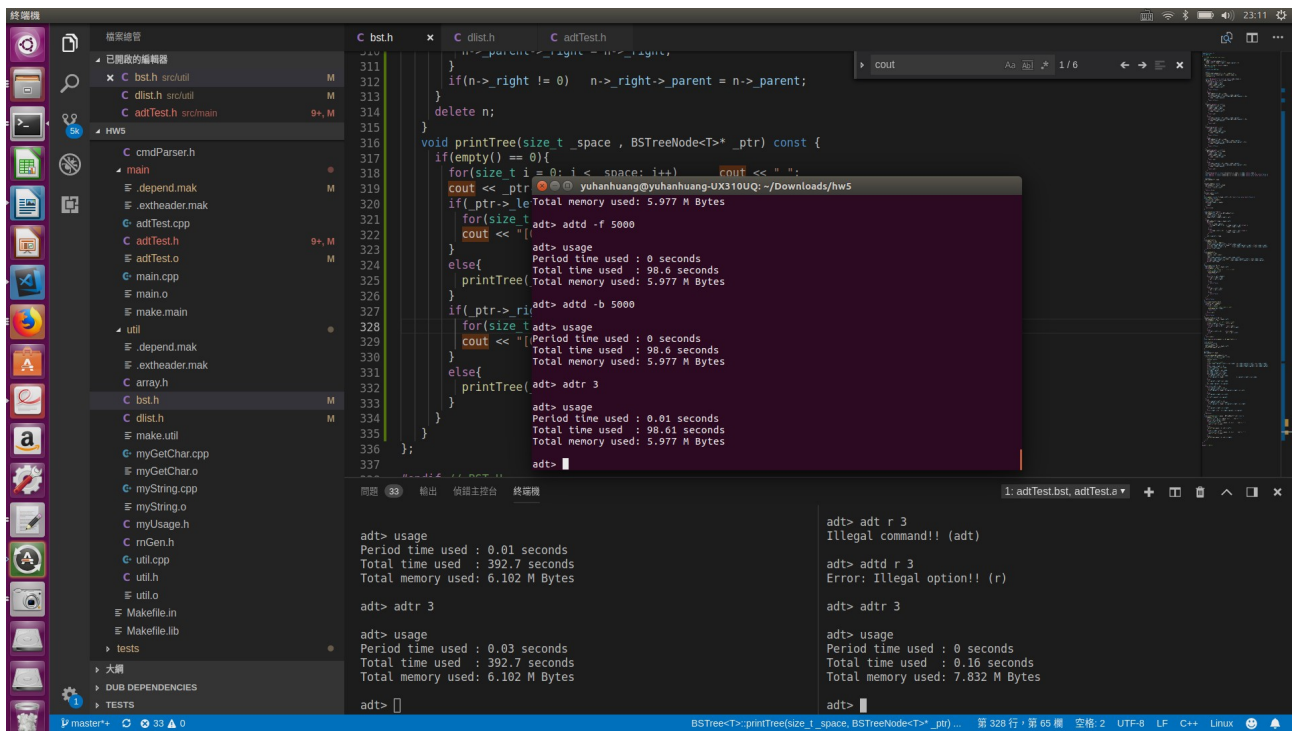 終端機
23:11
檔案總管
已開啟的編輯器
bst.h src/util M
dlist.h src/util M
adtTest.h src/main 9+, M
HW5
cmdParser.h
main
.depend.mak M
.extheader.mak
adtTest.cpp
adtTest.h 9+, M
adtTest.o M
main.cpp
main.o
make.main
util
.depend.mak
.extheader.mak
array.h
bst.h M
dlist.h M
make.util
myGetChar.cpp
myGetChar.o
myString.cpp
myString.o
myUsage.h
rnGen.h
util.cpp
util.h
util.o
Makefile.in
Makefile.lib
tests
大綱
DUB DEPENDENCIES
TESTS
5k
1
C bst.h × C dlist.h C adtTest.h
cout Aa Ab .* 1 / 6
310 n->_parent->_right = n->_right;
311 }
312 if(n->_right != 0) n->_right->_parent = n->_parent;
313 }
314 delete n;
315 }
316 void printTree(size_t _space , BSTreeNode<T>* _ptr) const {
317 if(empty() == 0){
318 for(size_t i = 0; i < _space; i++) cout << " ";
319 cout << _ptr
320 if(_ptr->_le
321 for(size_t
322 cout << "[
323 }
324 else{
325 printTree(
326 }
327 if(_ptr->_ri
328 for(size_t
329 cout << "[
330 }
331 else{
332 printTree(
333 }
334 }
335 }
336 };
337
yuhanhuang@yuhanhuang-UX310UQ: ~/Downloads/hw5
Total memory used: 5.977 M Bytes
adt> adtd -f 5000
adt> usage
Period time used : 0 seconds
Total time used : 98.6 seconds
Total memory used: 5.977 M Bytes
adt> adtd -b 5000
adt> usage
Period time used : 0 seconds
Total time used : 98.6 seconds
Total memory used: 5.977 M Bytes
adt> adtr 3
adt> usage
Period time used : 0.01 seconds
Total time used : 98.61 seconds
Total memory used: 5.977 M Bytes
adt>
問題 33 輸出 偵錯主控台 終端機
1: adtTest.bst, adtTest.a
adt> usage
Period time used : 0.01 seconds
Total time used : 392.7 seconds
Total memory used: 6.102 M Bytes
adt> adtr 3
adt> usage
Period time used : 0.03 seconds
Total time used : 392.7 seconds
Total memory used: 6.102 M Bytes
adt>
adt> adt r 3
Illegal command!! (adt)
adt> adtd r 3
Error: Illegal option!! (r)
adt> adtr 3
adt> usage
Period time used : 0 seconds
Total time used : 0.16 seconds
Total memory used: 7.832 M Bytes
adt>
master*+ 33 0
BSTree<T>::printTree(size_t _space, BSTreeNode<T>* _ptr) ... 第 328 行，第 65 欄 空格: 2 UTF-8 LF C++ Linux